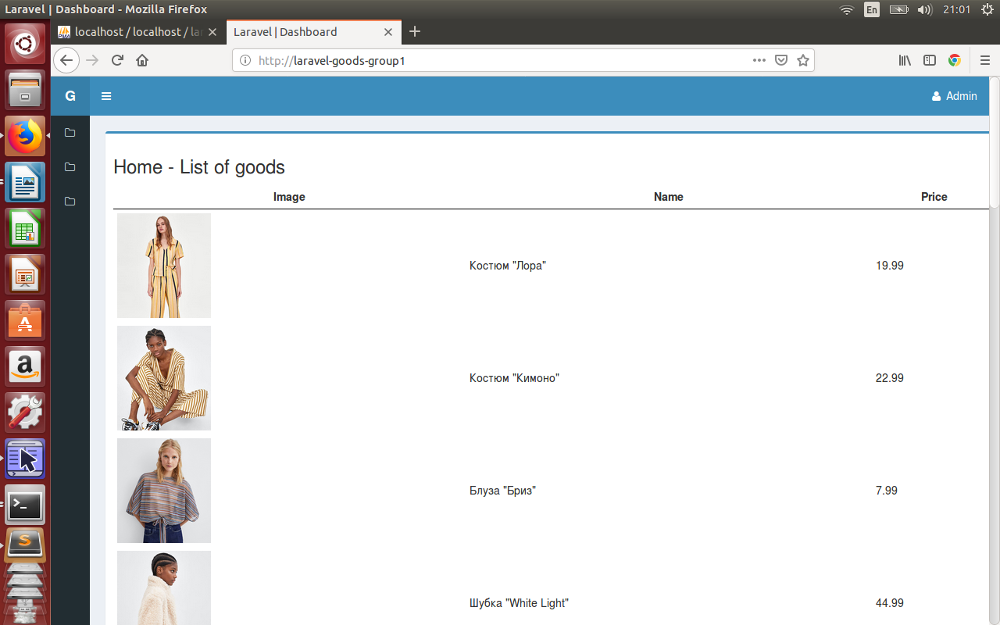 Laravel | Dashboard - Mozilla Firefox En 21:01
localhost / localhost / lar Laravel | Dashboard
http://laravel-goods-group1
G Admin
Home - List of goods
Image Name Price
Костюм "Лора" 19.99
Костюм "Кимоно" 22.99
Блуза "Бриз" 7.99
Шубка "White Light" 44.99